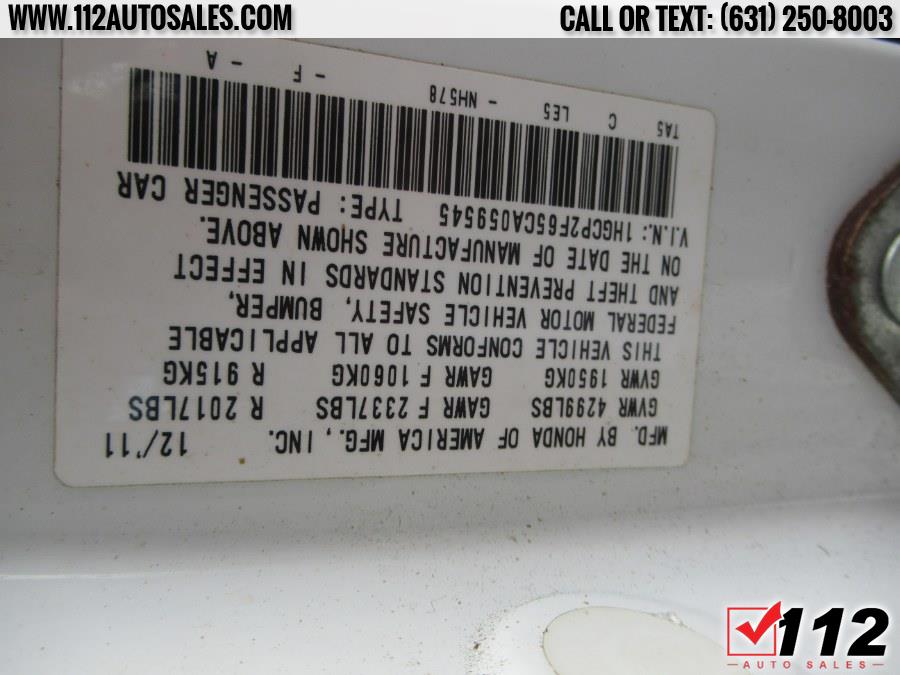 WWW.112AUTOSALES.COM
CALL OR TEXT: (631) 250-8003
MFD. BY HONDA OF AMERICA MFG., INC. 12/'11
GVWR 4299LBS GAWR F 2337LBS R 2017LBS
GVWR 1950KG GAWR F 1060KG R 915KG
THIS VEHICLE CONFORMS TO ALL APPLICABLE
FEDERAL MOTOR VEHICLE SAFETY, BUMPER,
AND THEFT PREVENTION STANDARDS IN EFFECT
ON THE DATE OF MANUFACTURE SHOWN ABOVE.
V.I.N.: 1HGCP2F65CA059545 TYPE: PASSENGER CAR
TA5 C LE5 - NH578 - F - A
112
AUTO SALES